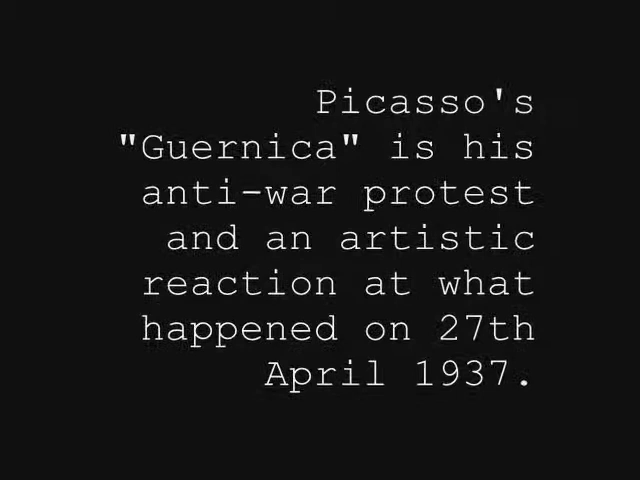 Picasso's
"Guernica" is his
anti-war protest
and an artistic
reaction at what
happened on 27th
April 1937.